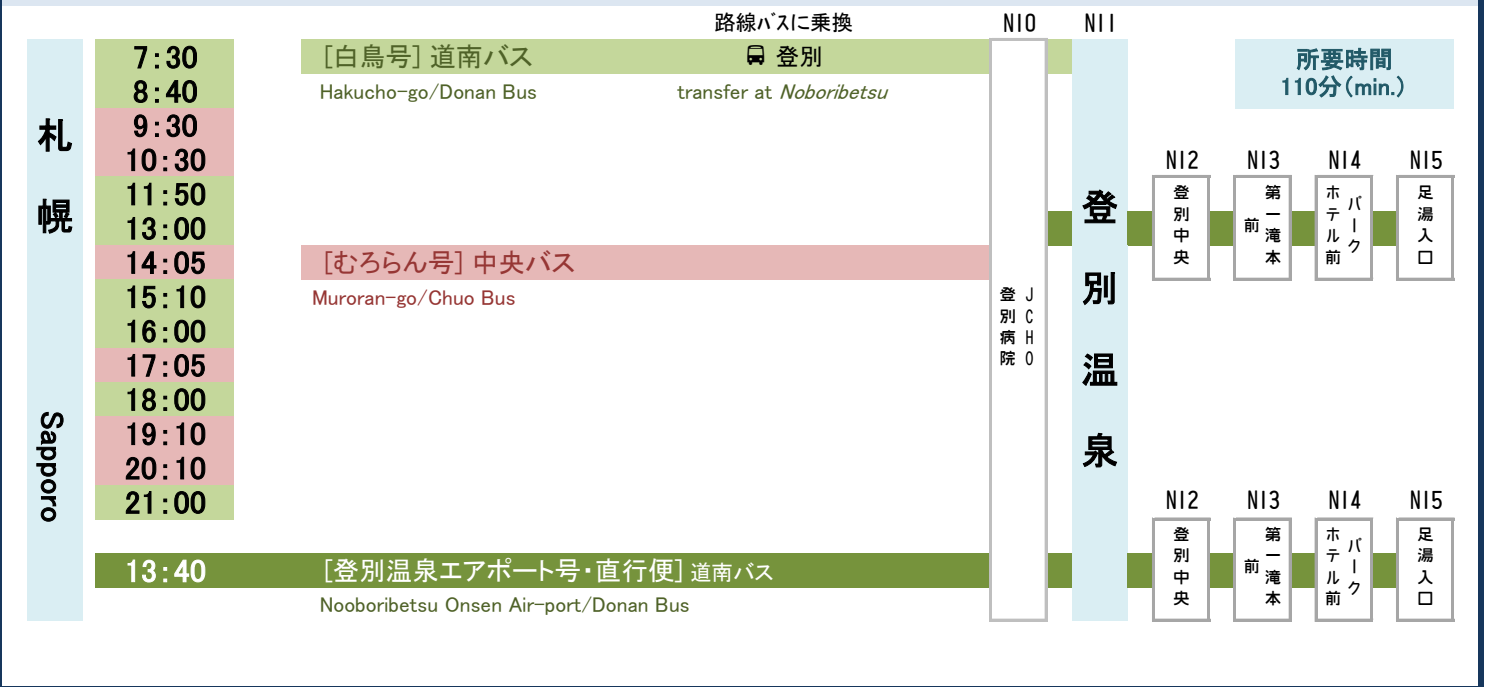 路線バスに乗換
N10
N11
札幌
Sapporo
7:30
8:40
9:30
10:30
11:50
13:00
14:05
15:10
16:00
17:05
18:00
19:10
20:10
21:00
[白鳥号] 道南バス
登別
Hakucho-go/Donan Bus
transfer at Noboribetsu
所要時間
110分(min.)
[むろらん号] 中央バス
Muroran-go/Chuo Bus
JCHO
登別病院
登別温泉
N12
N13
N14
N15
登別中央
第一滝本
前
パーク
ホテル前
足湯入口
13:40
[登別温泉エアポート号・直行便] 道南バス
Nooboribetsu Onsen Air-port/Donan Bus
N12
N13
N14
N15
登別中央
第一滝本
前
パーク
ホテル前
足湯入口